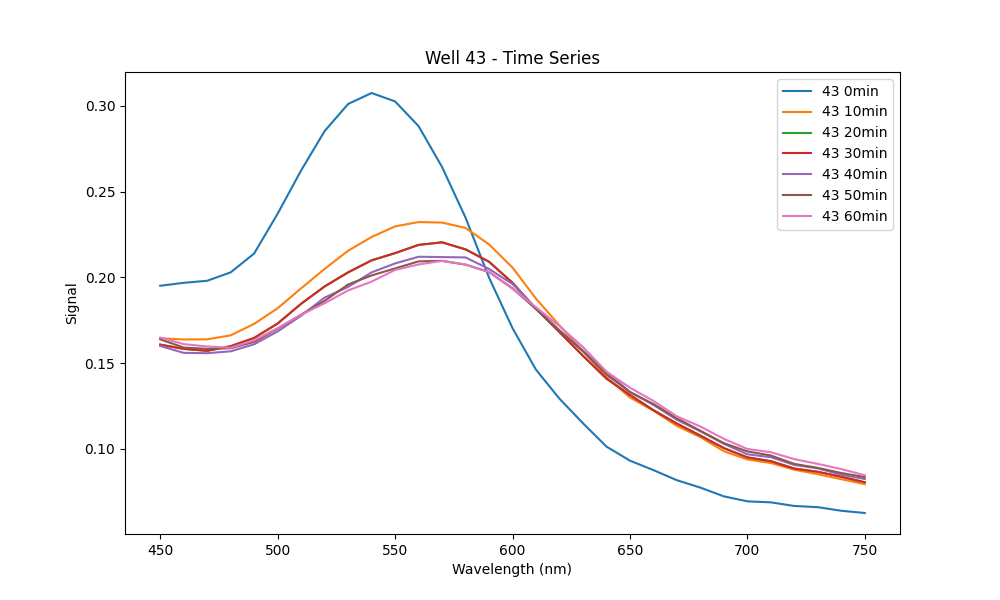 Well 43 - Time Series
43 0min
43 10min
43 20min
43 30min
43 40min
43 50min
43 60min
Signal
0.30
0.25
0.20
0.15
0.10
450 500 550 600 650 700 750
Wavelength (nm)